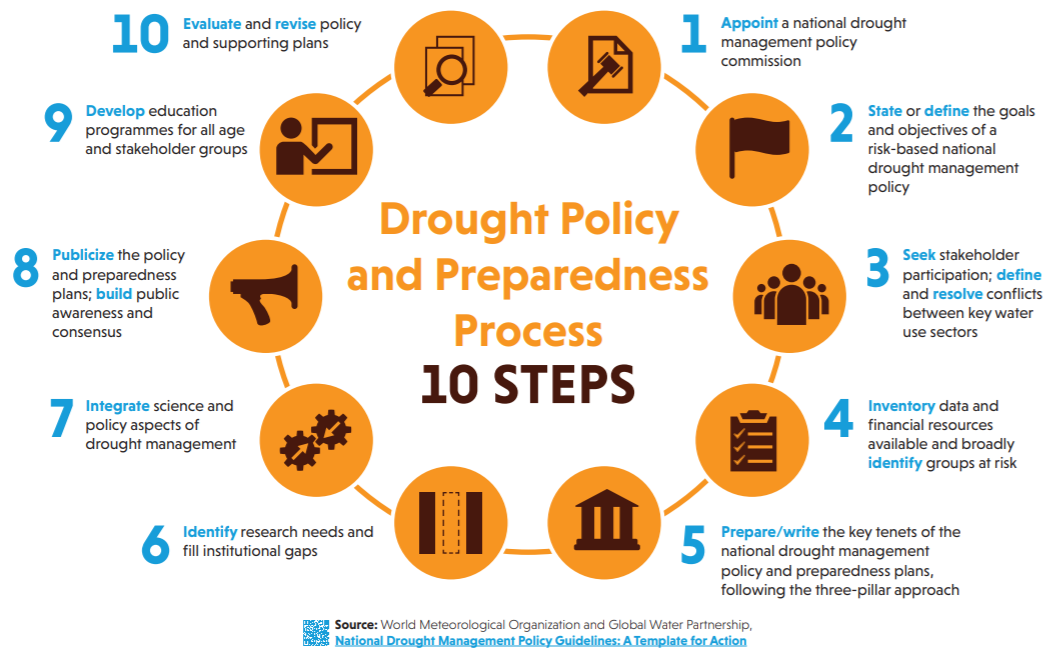 Drought Policy
and Preparedness
Process
10 STEPS
1
Appoint a national drought
management policy
commission
2
State or define the goals
and objectives of a
risk-based national
drought management
policy
3
Seek stakeholder
participation; define
and resolve conflicts
between key water
use sectors
4
Inventory data and
financial resources
available and broadly
identify groups at risk
5
Prepare/write the key tenets of the
national drought management
policy and preparedness plans,
following the three-pillar approach
6
Identify research needs and
fill institutional gaps
7
Integrate science and
policy aspects of
drought management
8
Publicize the policy
and preparedness
plans; build public
awareness and
consensus
9
Develop education
programmes for all age
and stakeholder groups
10
Evaluate and revise policy
and supporting plans
Source: World Meteorological Organization and Global Water Partnership,
National Drought Management Policy Guidelines: A Template for Action